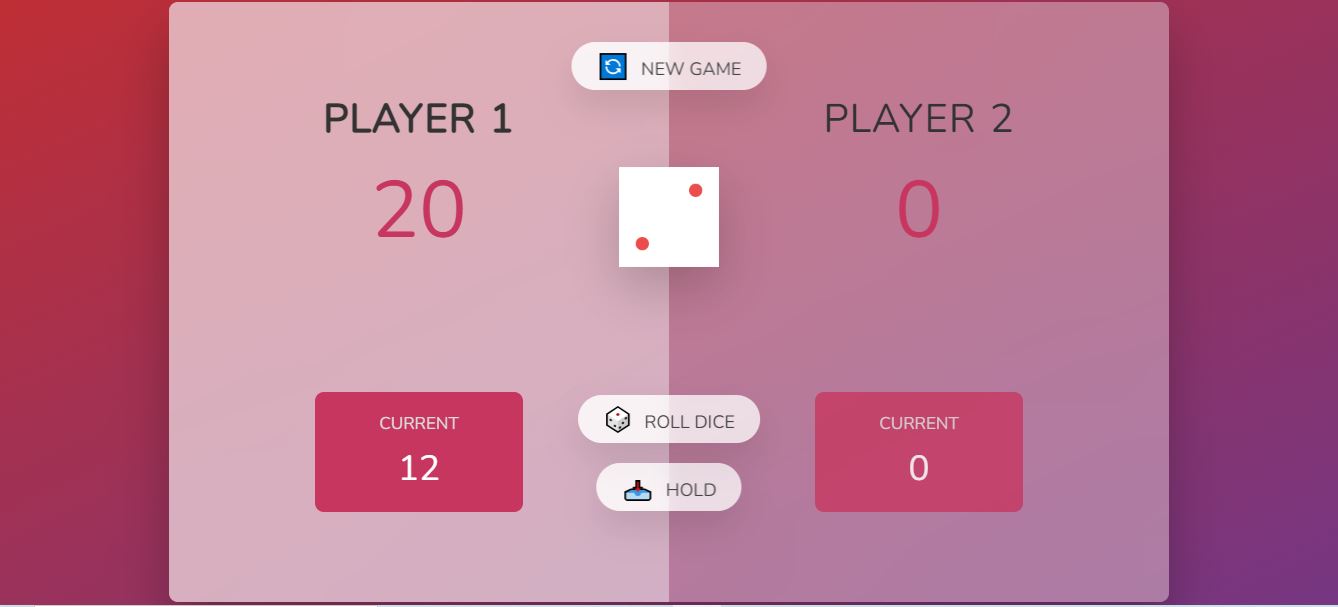 NEW GAME
PLAYER 1
PLAYER 2
20
0
CURRENT
12
ROLL DICE
HOLD
CURRENT
0